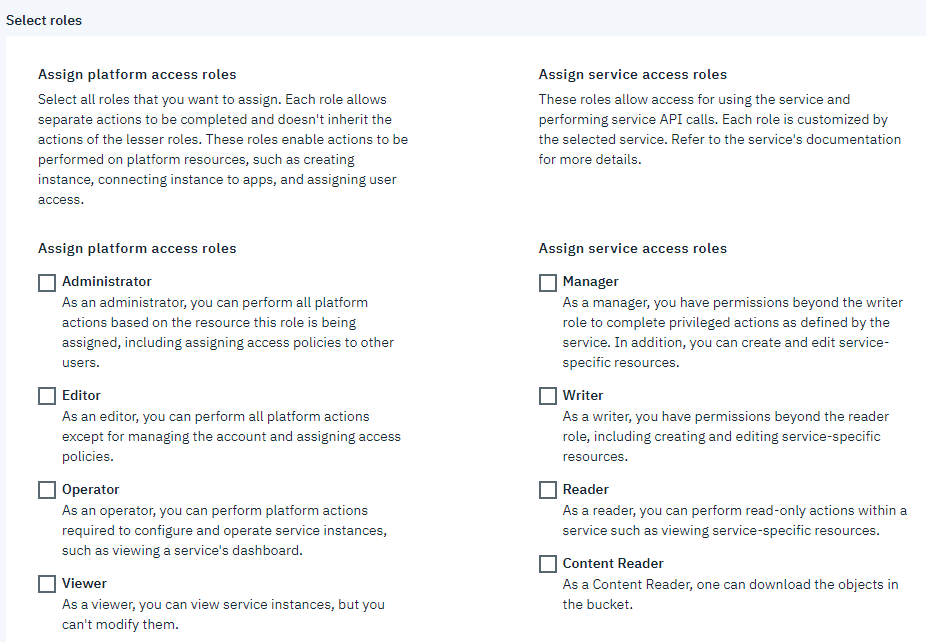 Select roles
Assign platform access roles
Select all roles that you want to assign. Each role allows
separate actions to be completed and doesn't inherit the
actions of the lesser roles. These roles enable actions to be
performed on platform resources, such as creating
instance, connecting instance to apps, and assigning user
access.
Assign service access roles
These roles allow access for using the service and
performing service API calls. Each role is customized by
the selected service. Refer to the service's documentation
for more details.
Assign platform access roles
Administrator
As an administrator, you can perform all platform
actions based on the resource this role is being
assigned, including assigning access policies to other
users.
Editor
As an editor, you can perform all platform actions
except for managing the account and assigning access
policies.
Operator
As an operator, you can perform platform actions
required to configure and operate service instances,
such as viewing a service's dashboard.
Viewer
As a viewer, you can view service instances, but you
can't modify them.
Assign service access roles
Manager
As a manager, you have permissions beyond the writer
role to complete privileged actions as defined by the
service. In addition, you can create and edit service-
specific resources.
Writer
As a writer, you have permissions beyond the reader
role, including creating and editing service-specific
resources.
Reader
As a reader, you can perform read-only actions within a
service such as viewing service-specific resources.
Content Reader
As a Content Reader, one can download the objects in
the bucket.